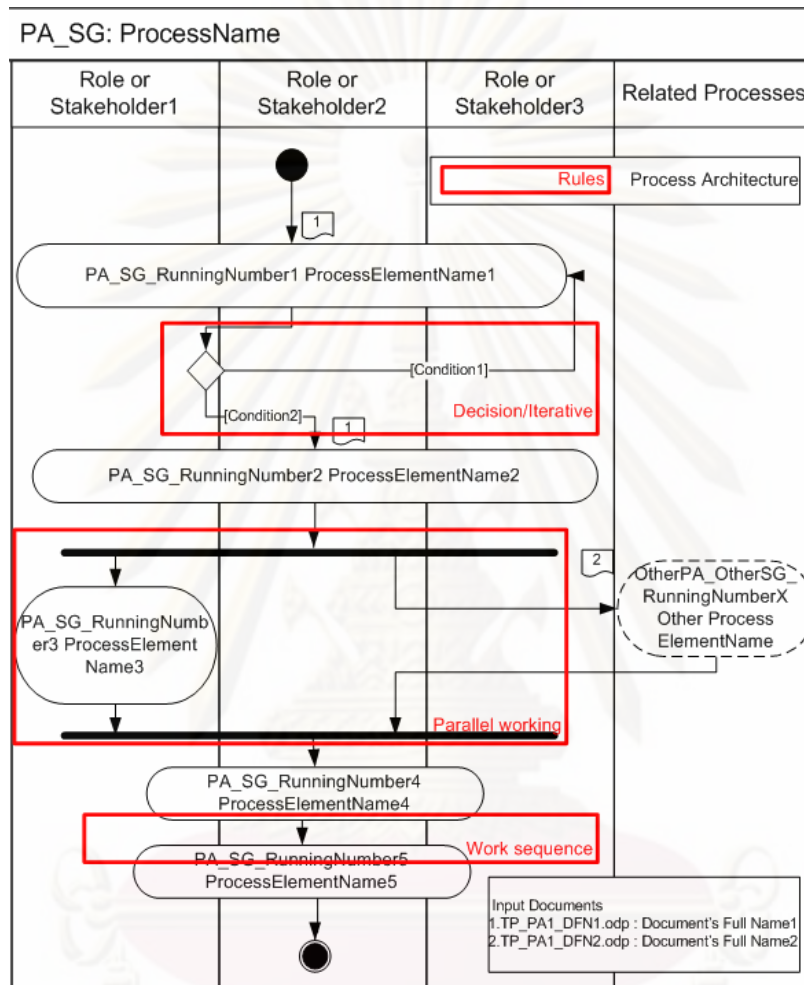 PA_SG: ProcessName
Role or
Stakeholder1
Role or
Stakeholder2
Role or
Stakeholder3
Related Processes
Rules
Process Architecture
1
PA_SG_RunningNumber1 ProcessElementName1
[Condition1]
Decision/Iterative
[Condition2]
1
PA_SG_RunningNumber2 ProcessElementName2
2
OtherPA_OtherSG_
RunningNumberX
Other Process
ElementName
PA_SG_RunningNumb
er3 ProcessElement
Name3
Parallel working
PA_SG_RunningNumber4
ProcessElementName4
Work sequence
PA_SG_RunningNumber5
ProcessElementName5
Input Documents
1.TP_PA1_DFN1.odp : Document's Full Name1
2.TP_PA1_DFN2.odp : Document's Full Name2